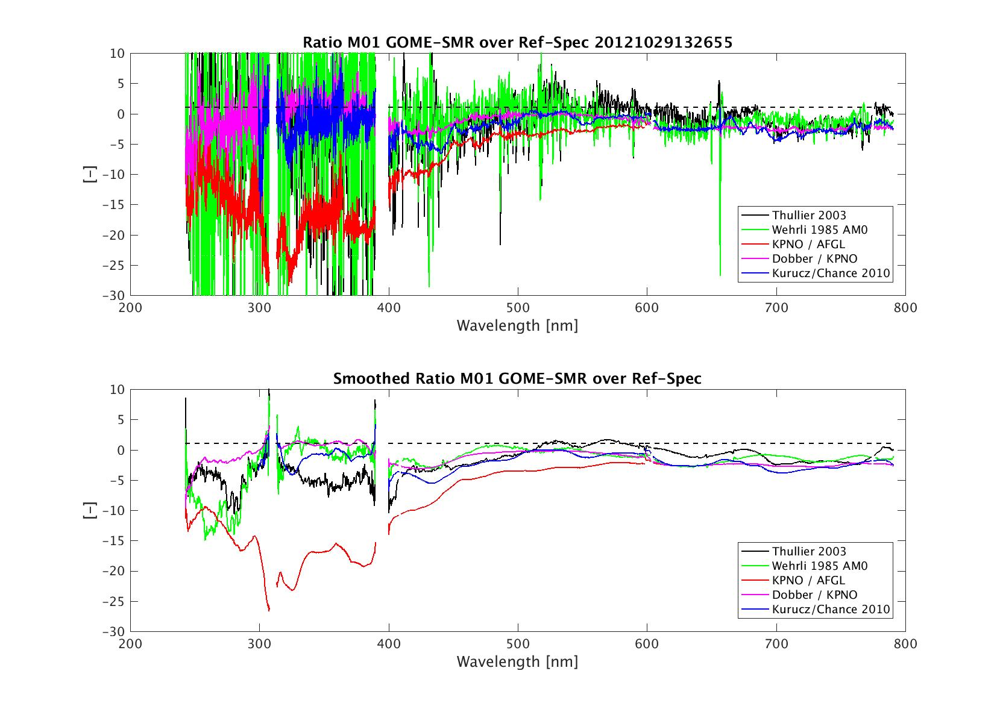 Ratio M01 GOME-SMR over Ref-Spec 20121029132655
10
5
0
-5
-10
-15
-20
-25
-30
[-]
200 300 400 500 600 700 800
Wavelength [nm]
Thullier 2003
Wehrli 1985 AM0
KPNO / AFGL
Dobber / KPNO
Kurucz/Chance 2010
Smoothed Ratio M01 GOME-SMR over Ref-Spec
10
5
0
-5
-10
-15
-20
-25
-30
[-]
200 300 400 500 600 700 800
Wavelength [nm]
Thullier 2003
Wehrli 1985 AM0
KPNO / AFGL
Dobber / KPNO
Kurucz/Chance 2010